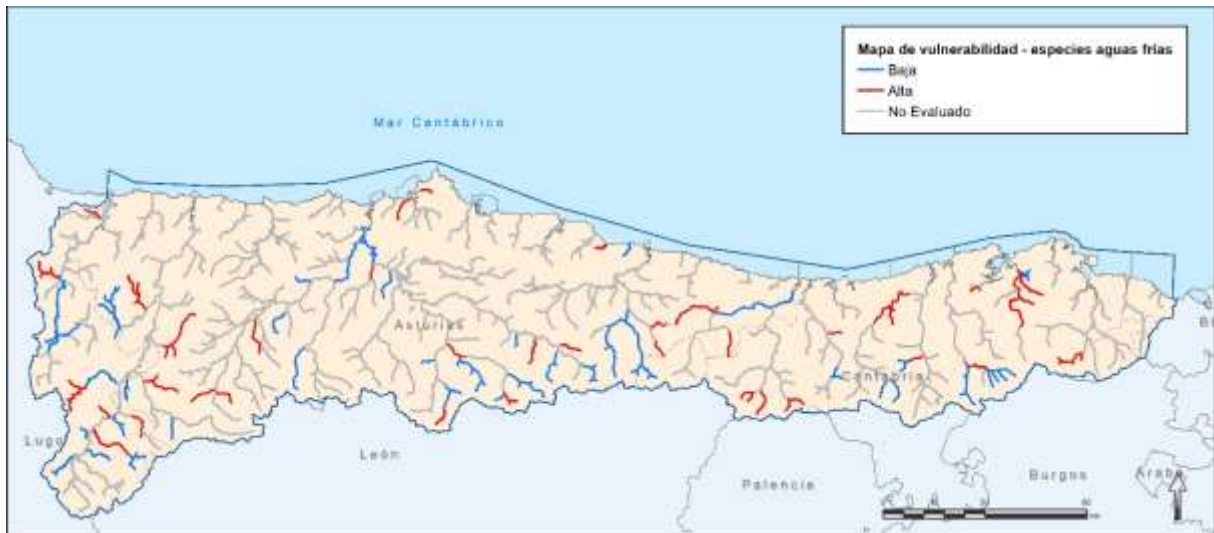 Mapa de vulnerabilidad - especies aguas frías
Baja
Alta
No Evaluado
Mar Cantábrico
Asturias
Cantabria
Lugo
León
Palencia
Burgos
Araba